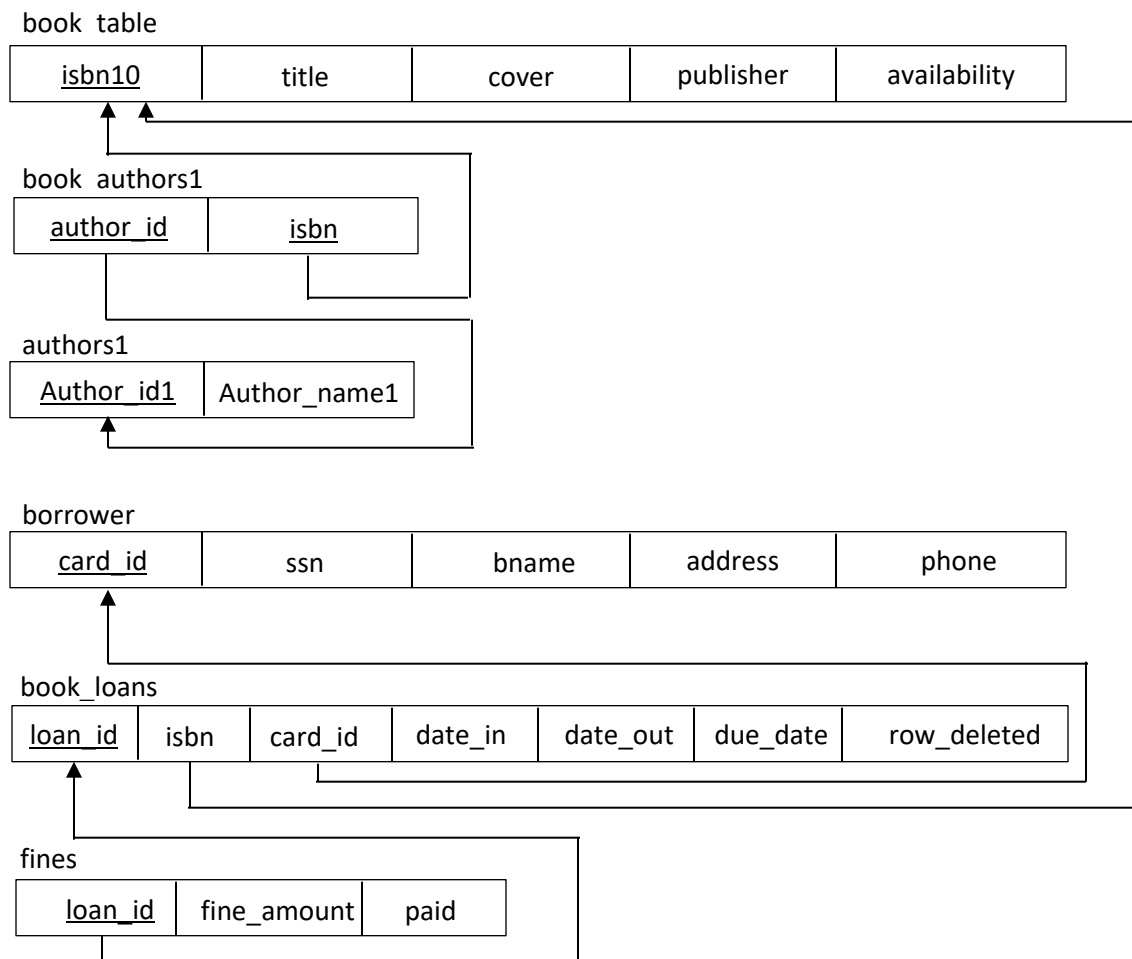 book table
isbn10 title cover publisher availability
book authors1
author_id isbn
authors1
Author_id1 Author_name1
borrower
card_id ssn bname address phone
book_loans
loan_id isbn card_id date_in date_out due_date row_deleted
fines
loan_id fine_amount paid